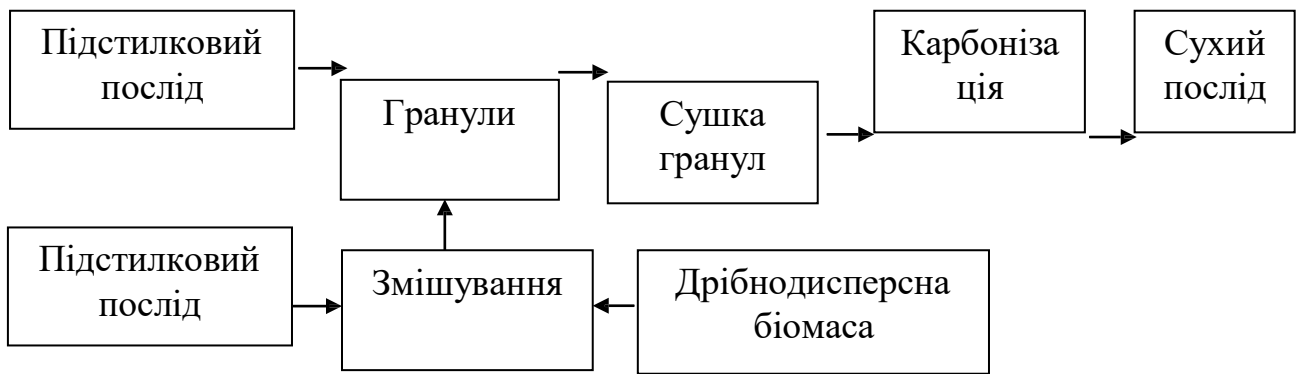 Підстилковий
послід
Гранули
Сушка
гранул
Карбоніза
ція
Сухий
послід
Підстилковий
послід
Змішування
Дрібнодисперсна
біомаса